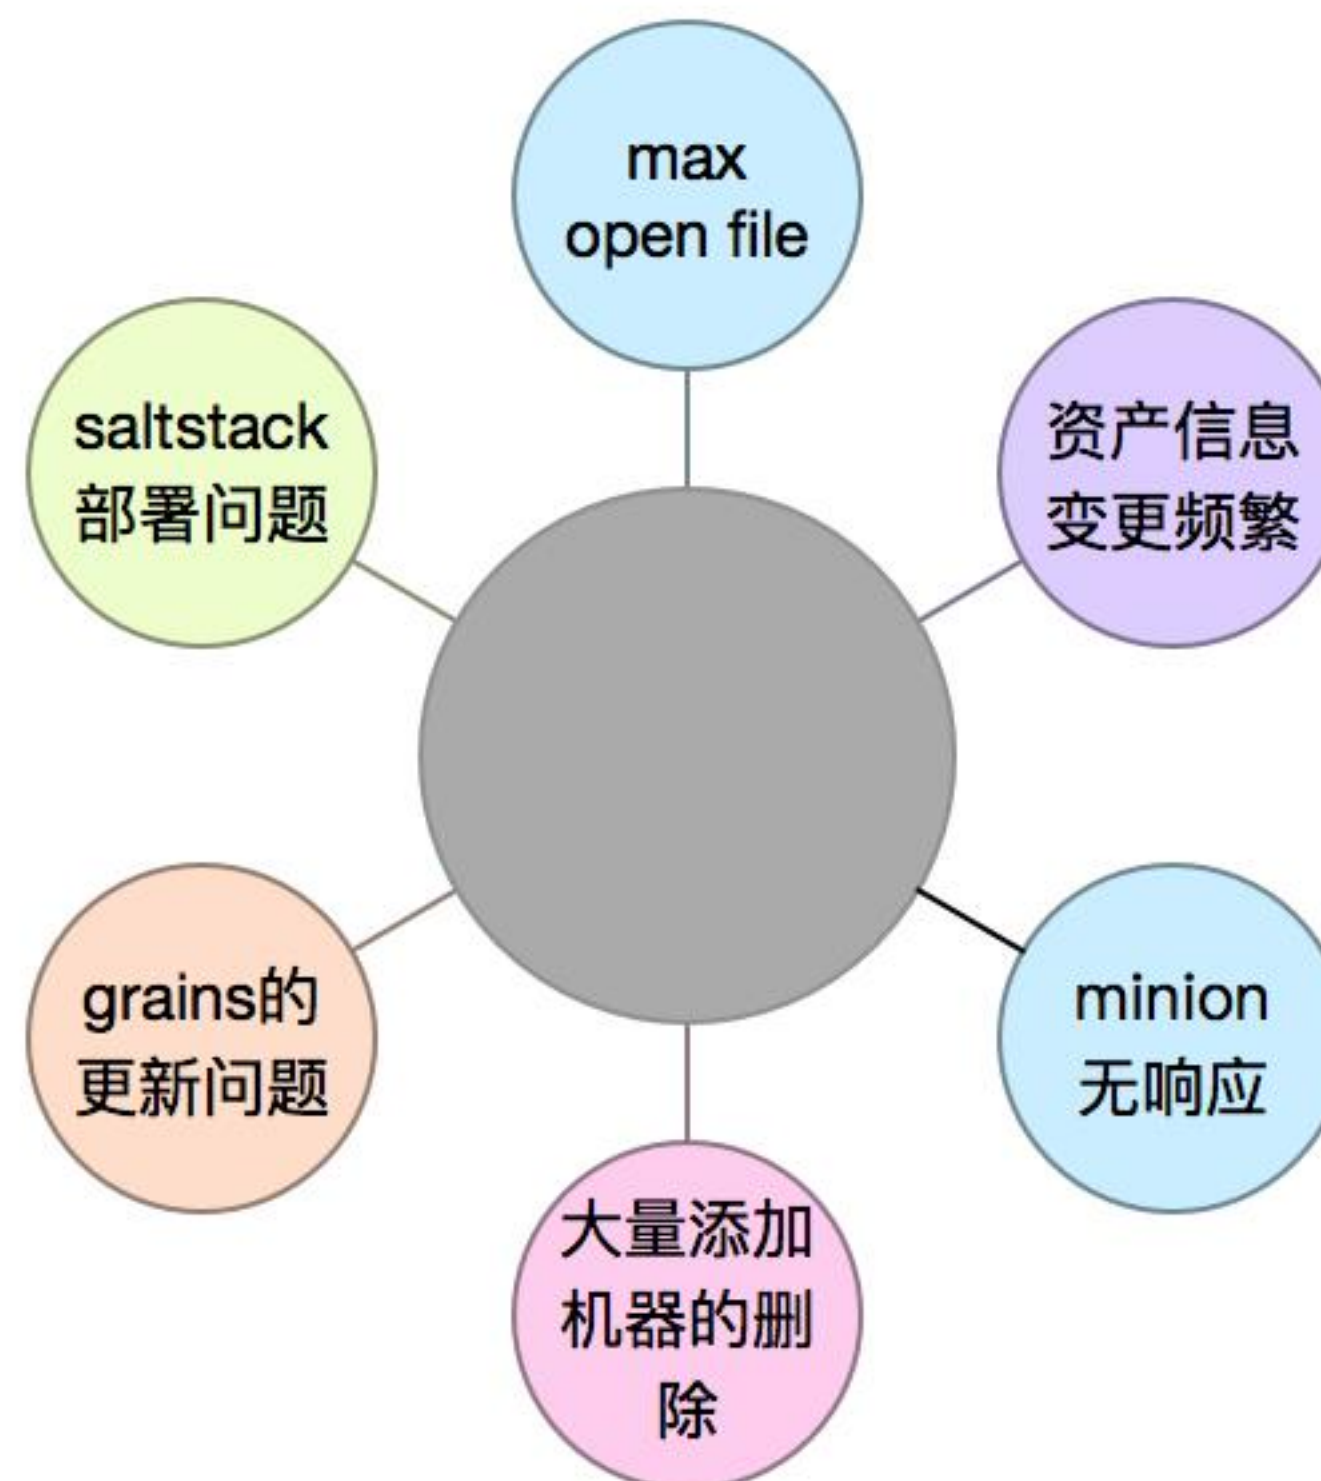 max
open file
saltstack
部署问题
资产信息
变更频繁
grains的
更新问题
minion
无响应
大量添加
机器的删
除